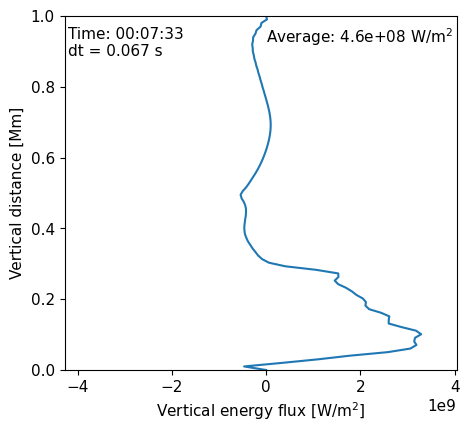 Time: 00:07:33
dt = 0.067 s
Average: 4.6e+08 W/m²
1.0
0.8
0.6
0.4
0.2
0.0
Vertical distance [Mm]
−4
−2
0
2
4
1e9
Vertical energy flux [W/m²]